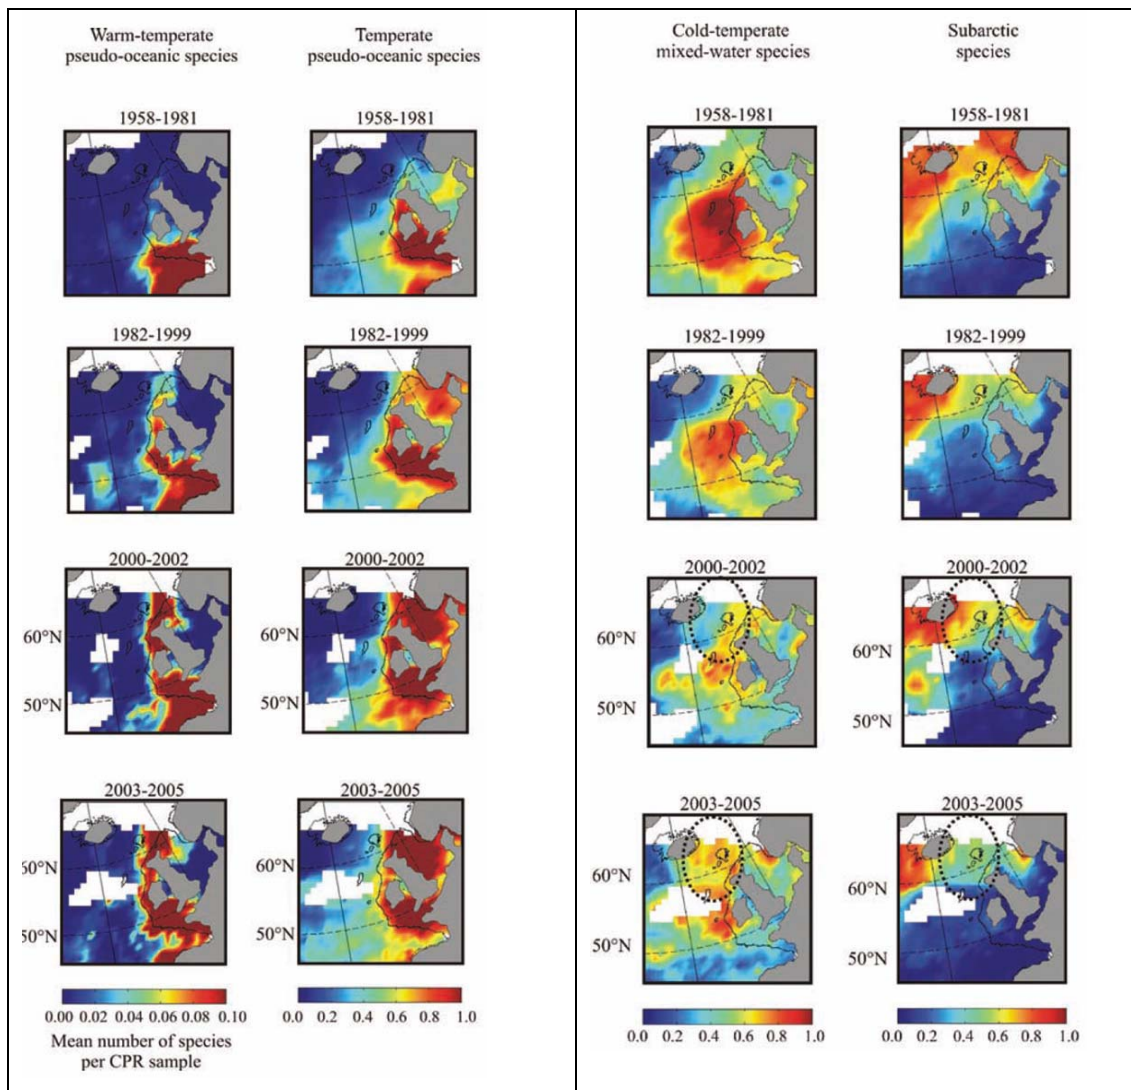 Warm-temperate
pseudo-oceanic species
Temperate
pseudo-oceanic species
1958-1981
1958-1981
1982-1999
1982-1999
2000-2002
2000-2002
60°N
50°N
2003-2005
2003-2005
60°N
50°N
0.00 0.02 0.04 0.06 0.08 0.10
0.0 0.2 0.4 0.6 0.8 1.0
Mean number of species
per CPR sample
Cold-temperate
mixed-water species
Subarctic
species
1958-1981
1958-1981
1982-1999
1982-1999
2000-2002
2000-2002
60°N
50°N
60°N
50°N
2003-2005
2003-2005
60°N
50°N
60°N
50°N
0.0 0.2 0.4 0.6 0.8 1.0
0.0 0.2 0.4 0.6 0.8 1.0